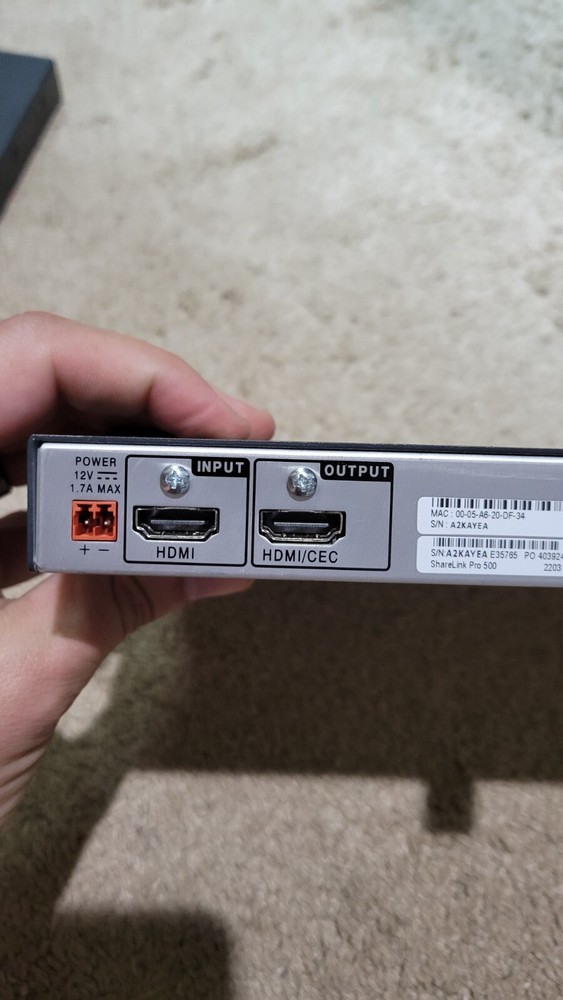 POWER
12V
1.7A MAX
+ −
INPUT
HDMI
OUTPUT
HDMI/CEC
MAC : 00-05-A6-20-DF-34
S/N : A2KAYEA
S/N:A2KAYEA E35765 PO 403924
ShareLink Pro 500 2203